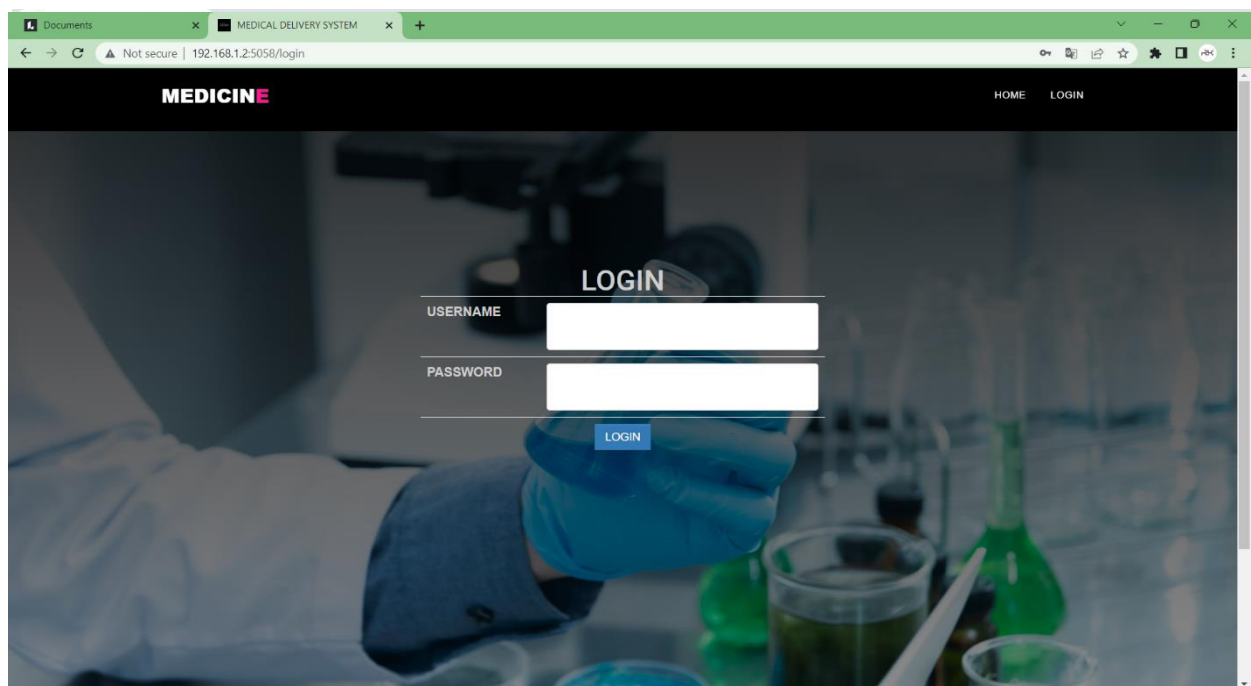 Documents
MEDICAL DELIVERY SYSTEM
Not secure | 192.168.1.2:5058/login
MEDICINE
HOME LOGIN
LOGIN
USERNAME
PASSWORD
LOGIN